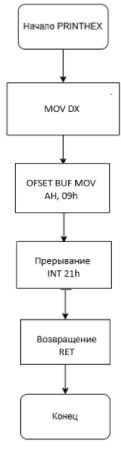 Начало PRINTHEX
MOV DX
OFSET BUF MOV
AH, 09h
Прерывание
INT 21h
Возвращение
RET
Конец